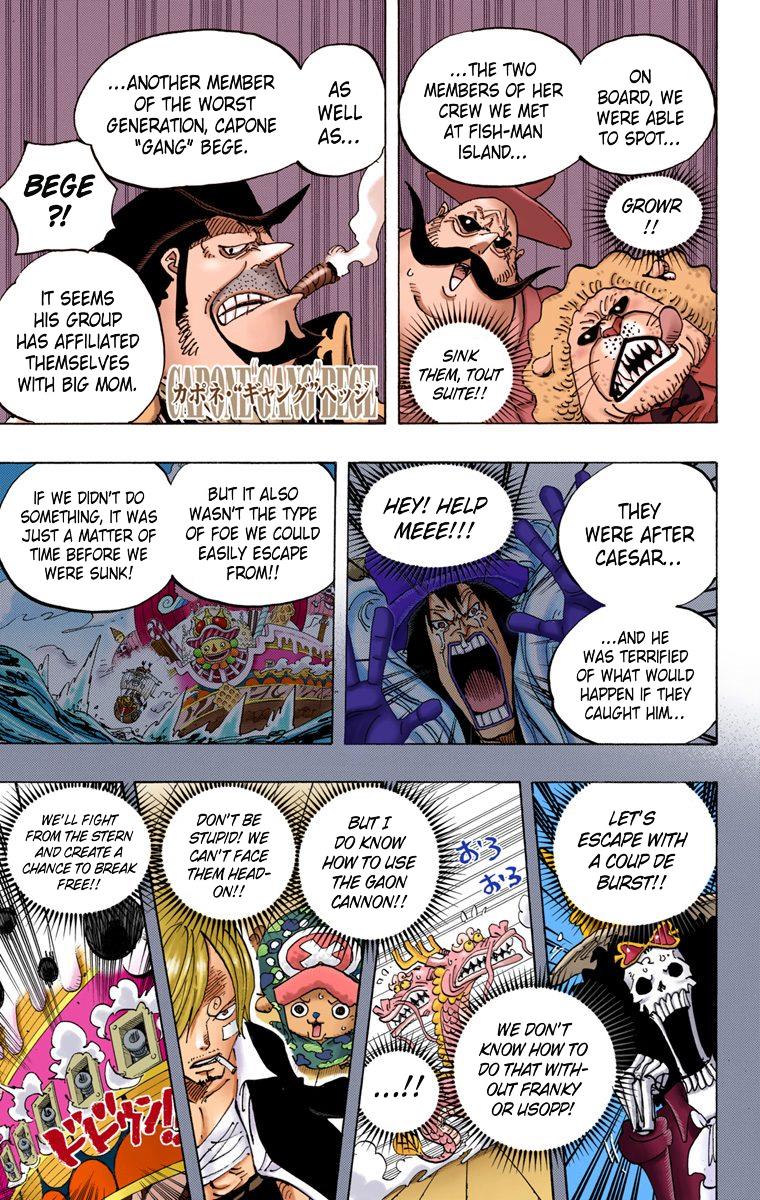 ON
BOARD, WE
WERE ABLE
TO SPOT...
...THE TWO
MEMBERS OF HER
CREW WE MET
AT FISH-MAN
ISLAND...
GROWR
!!
SINK
THEM, TOUT
SUITE!!
AS
WELL
AS...
...ANOTHER MEMBER
OF THE WORST
GENERATION, CAPONE
"GANG" BEGE.
BEGE
?!
IT SEEMS
HIS GROUP
HAS AFFILIATED
THEMSELVES
WITH BIG MOM.
CAPONE"GANG"BEGE
カポネ・“ギャング”ベッジ
THEY
WERE AFTER
CAESAR...
HEY! HELP
MEEE!!!
...AND HE
WAS TERRIFIED
OF WHAT WOULD
HAPPEN IF THEY
CAUGHT HIM...
BUT IT ALSO
WASN'T THE TYPE
OF FOE WE COULD
EASILY ESCAPE
FROM!!
IF WE DIDN'T DO
SOMETHING, IT WAS
JUST A MATTER OF
TIME BEFORE WE
WERE SUNK!
LET'S
ESCAPE WITH
A COUP DE
BURST!!
おろ
おろ
WE DON'T
KNOW HOW TO
DO THAT WITH-
OUT FRANKY
OR USOPP!
BUT I
DO KNOW
HOW TO USE
THE GAON
CANNON!!
...!!
DON'T BE
STUPID! WE
CAN'T FACE
THEM HEAD-
ON!!
WE'LL FIGHT
FROM THE STERN
AND CREATE A
CHANCE TO BREAK
FREE!!
ドドウン!!